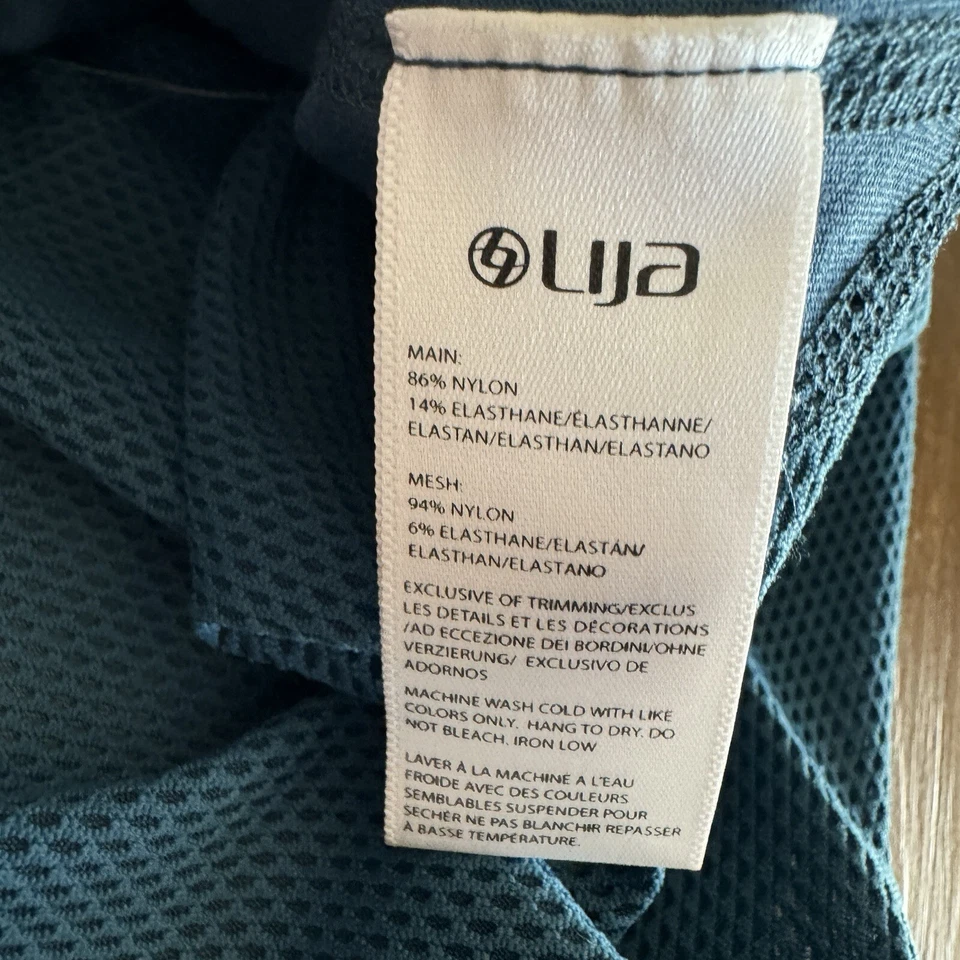 LIJA
MAIN:
86% NYLON
14% ELASTHANE/ÉLASTHANNE/
ELASTAN/ELASTHAN/ELASTANO
MESH:
94% NYLON
6% ELASTHANE/ELASTÁN/
ELASTHAN/ELASTANO
EXCLUSIVE OF TRIMMING/EXCLUS
LES DETAILS ET LES DÉCORATIONS
/AD ECCEZIONE DEI BORDINI/OHNE
VERZIERUNG/ EXCLUSIVO DE
ADORNOS
MACHINE WASH COLD WITH LIKE
COLORS ONLY. HANG TO DRY. DO
NOT BLEACH. IRON LOW
LAVER À LA MACHINE A L'EAU
FROIDE AVEC DES COULEURS
SEMBLABLES SUSPENDER POUR
SECHÉR NE PAS BLANCHIR REPASSER
À BASSE TEMPÉRATURE.